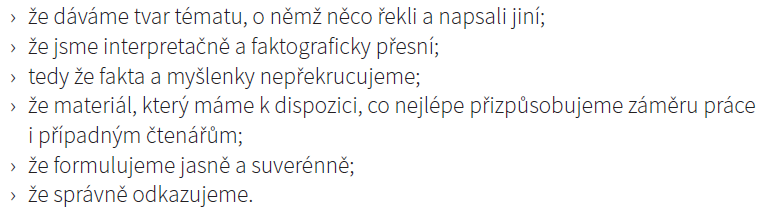 › že dáváme tvar tématu, o němž něco řekli a napsali jiní;
› že jsme interpretačně a faktograficky přesní;
› tedy že fakta a myšlenky nepřekrucujeme;
› že materiál, který máme k dispozici, co nejlépe přizpůsobujeme záměru práce
i případným čtenářům;
› že formulujeme jasně a suverénně;
› že správně odkazujeme.